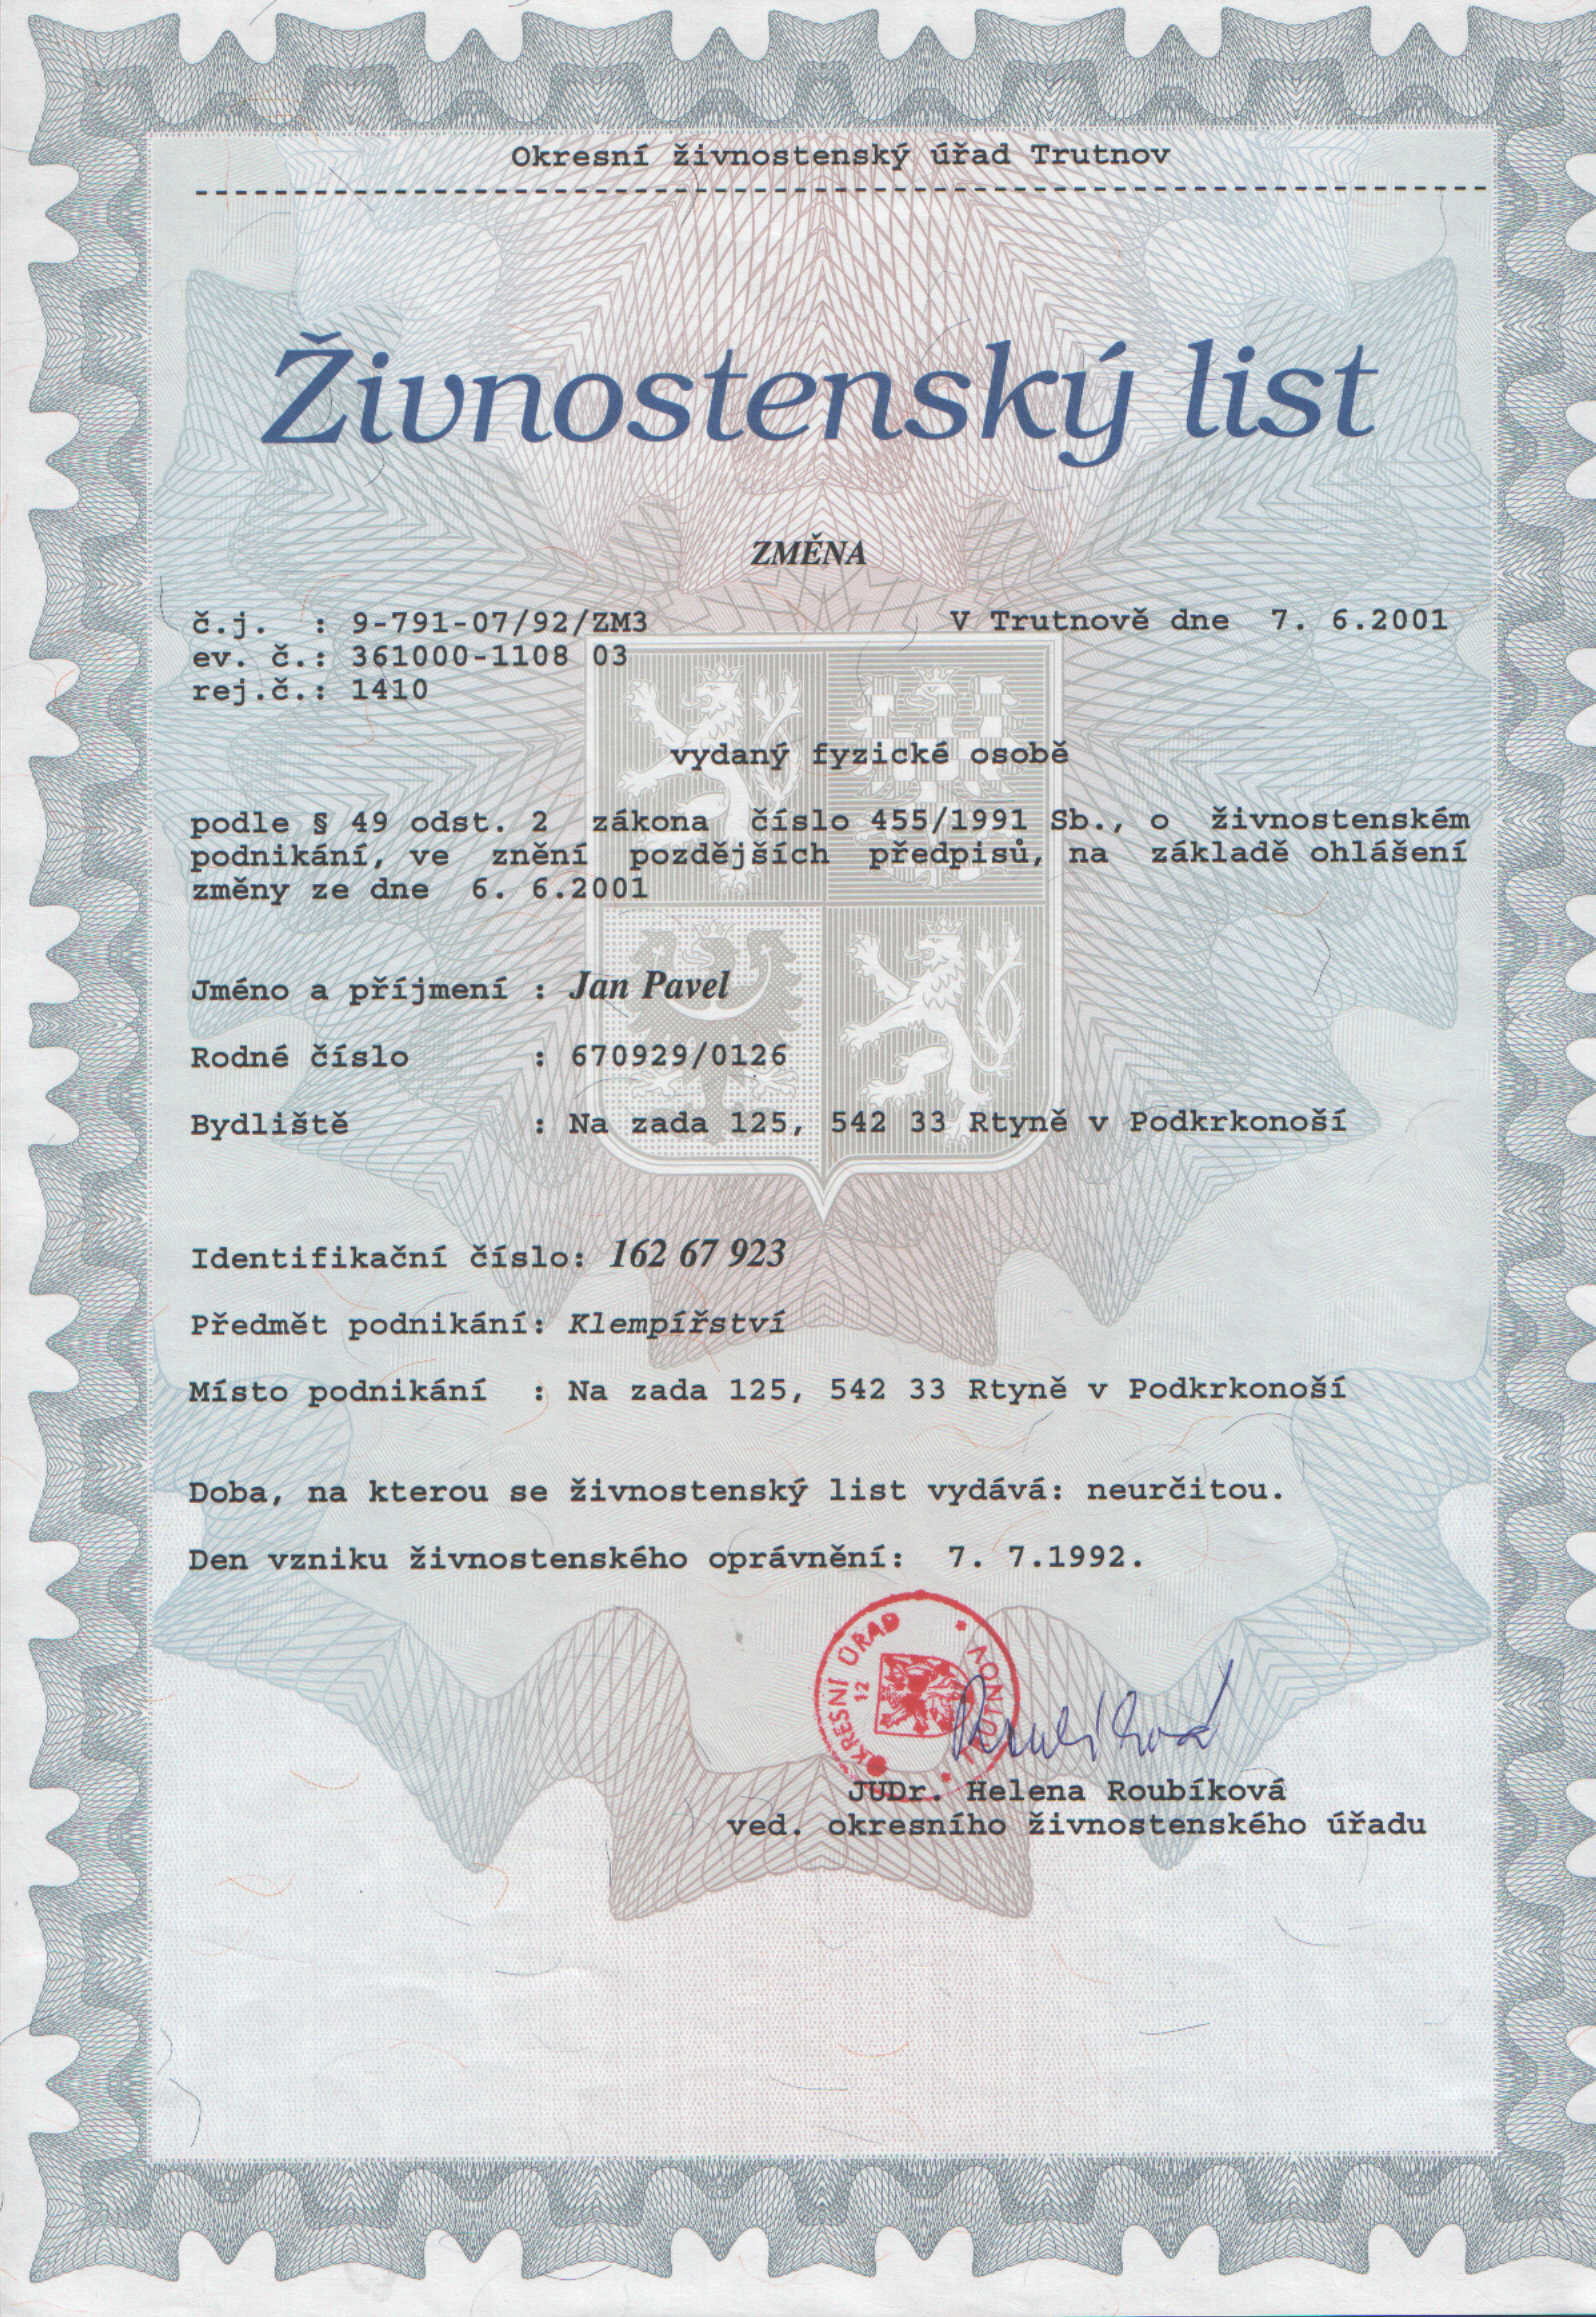 Okresní živnostenský úřad Trutnov
Živnostenský list
ZMĚNA
č.j. : 9-791-07/92/ZM3 V Trutnově dne 7. 6.2001
ev. č.: 361000-1108 03
rej.č.: 1410
vydaný fyzické osobě
podle § 49 odst. 2 zákona číslo 455/1991 Sb., o živnostenském
podnikání, ve znění pozdějších předpisů, na základě ohlášení
změny ze dne 6. 6.2001
Jméno a příjmení : Jan Pavel
Rodné číslo : 670929/0126
Bydliště : Na zada 125, 542 33 Rtyně v Podkrkonoší
Identifikační číslo: 162 67 923
Předmět podnikání: Klempířství
Místo podnikání : Na zada 125, 542 33 Rtyně v Podkrkonoší
Doba, na kterou se živnostenský list vydává: neurčitou.
Den vzniku živnostenského oprávnění: 7. 7.1992.
OKRESNÍ ÚŘAD TRUTNOV
12
JUDr. Helena Roubíková
ved. okresního živnostenského úřadu